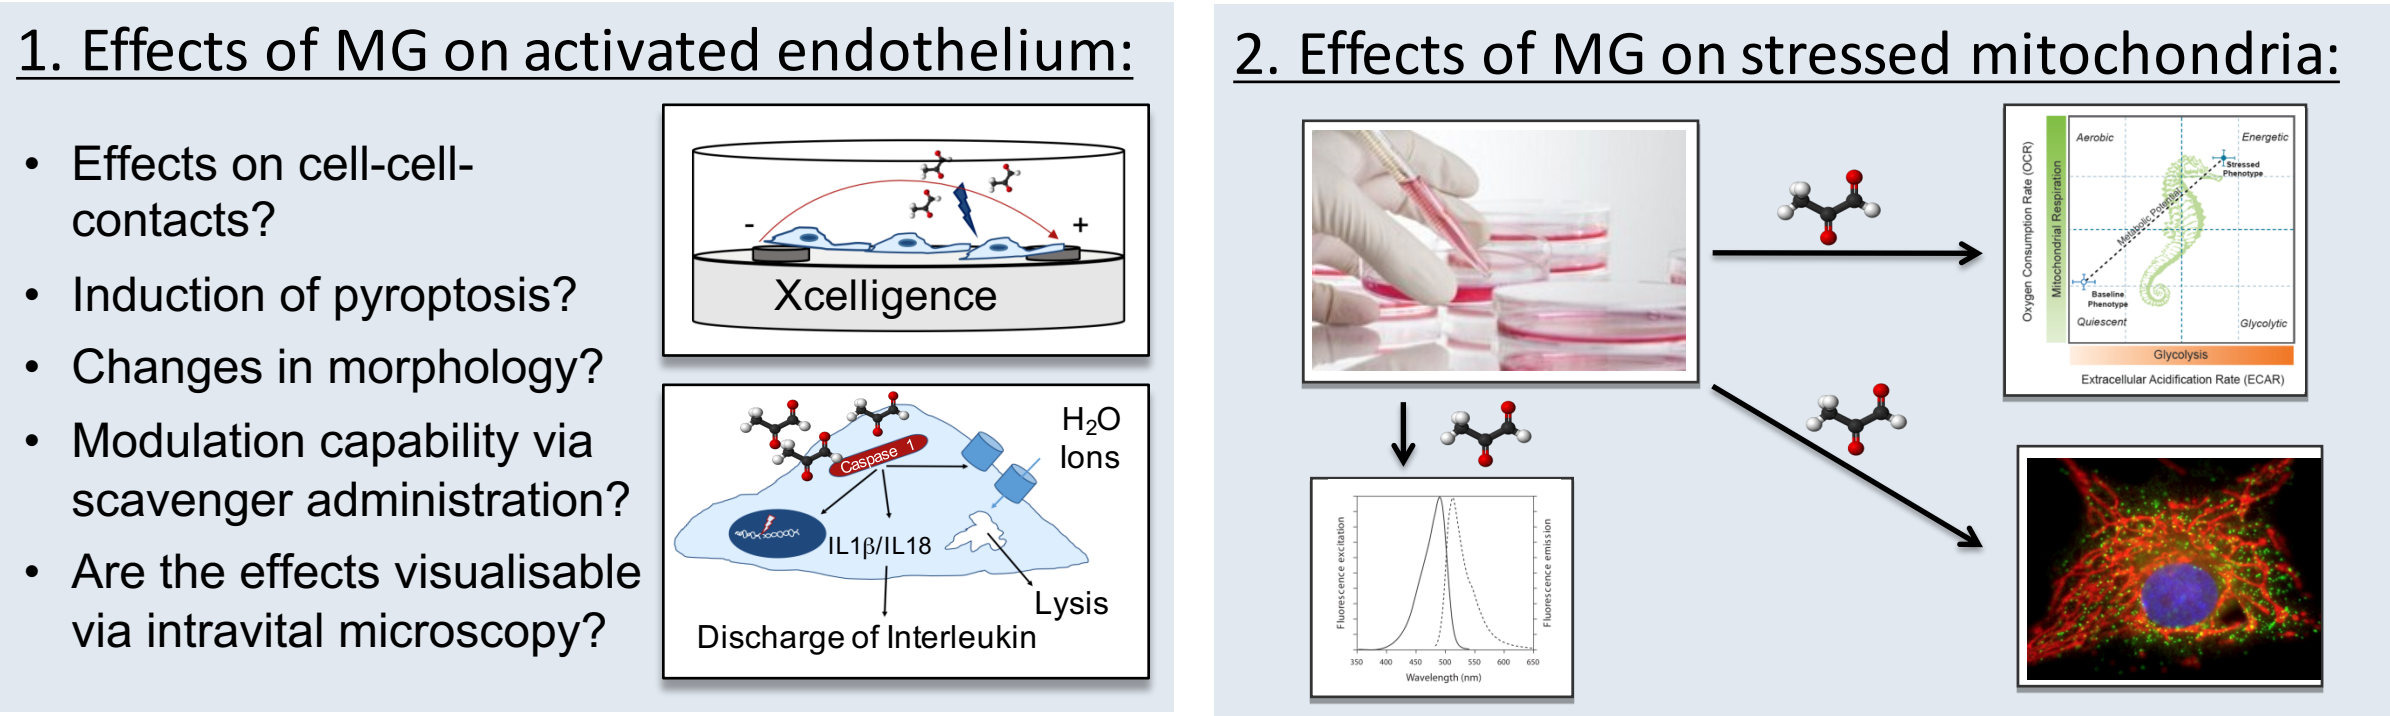 1. Effects of MG on activated endothelium:
• Effects on cell-cell-
contacts?
• Induction of pyroptosis?
• Changes in morphology?
• Modulation capability via
scavenger administration?
• Are the effects visualisable
via intravital microscopy?
- +
Xcelligence
Caspase 1
H₂O
Ions
IL1β/IL18
Lysis
Discharge of Interleukin
2. Effects of MG on stressed mitochondria:
Oxygen Consumption Rate (OCR)
Mitochondrial Respiration
Aerobic
Energetic
Stressed
Phenotype
Metabolic Potential
Baseline
Phenotype
Quiescent
Glycolytic
Glycolysis
Extracellular Acidification Rate (ECAR)
Fluorescence excitation
Fluorescence emission
350 400 450 500 550 600 650
Wavelength (nm)